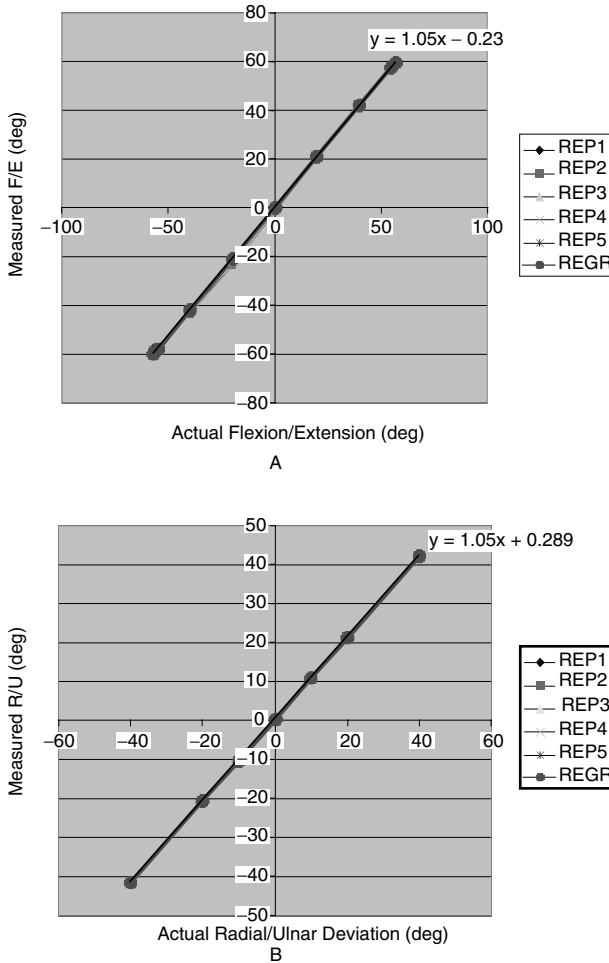 80
y = 1.05x – 0.23
60
40
20
0
–100
–50
0
50
100
–20
–40
–60
–80
Measured F/E (deg)
Actual Flexion/Extension (deg)
REP1
REP2
REP3
REP4
REP5
REGR
A
50
y = 1.05x + 0.289
40
30
20
10
0
–60
–40
–20
0
20
40
60
–10
–20
–30
–40
–50
Measured R/U (deg)
Actual Radial/Ulnar Deviation (deg)
REP1
REP2
REP3
REP4
REP5
REGR
B